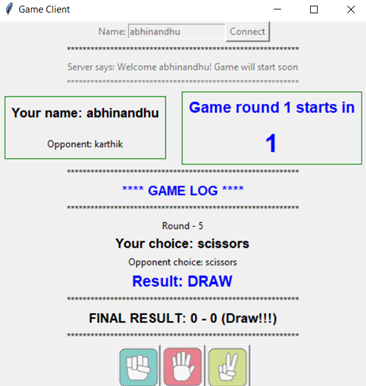 Game Client
Name: abhinandhu Connect
**********************************************************
Server says: Welcome abhinandhu! Game will start soon
**********************************************************
Your name: abhinandhu
Opponent: karthik
Game round 1 starts in
1
**********************************************************
**** GAME LOG ****
**********************************************************
Round - 5
Your choice: scissors
Opponent choice: scissors
Result: DRAW
**********************************************************
FINAL RESULT: 0 - 0 (Draw!!!)
**********************************************************